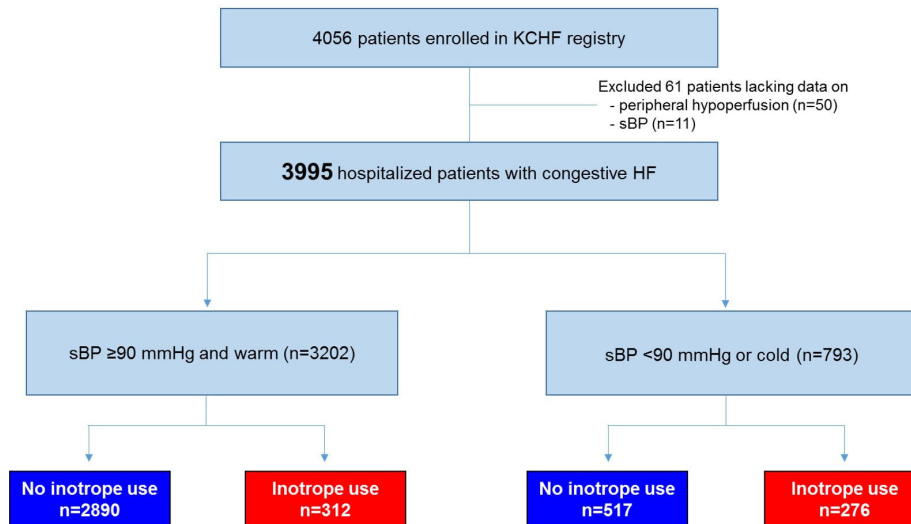 4056 patients enrolled in KCHF registry
Excluded 61 patients lacking data on
- peripheral hypoperfusion (n=50)
- sBP (n=11)
3995 hospitalized patients with congestive HF
sBP ≥90 mmHg and warm (n=3202)
sBP <90 mmHg or cold (n=793)
No inotrope use
n=2890
Inotrope use
n=312
No inotrope use
n=517
Inotrope use
n=276